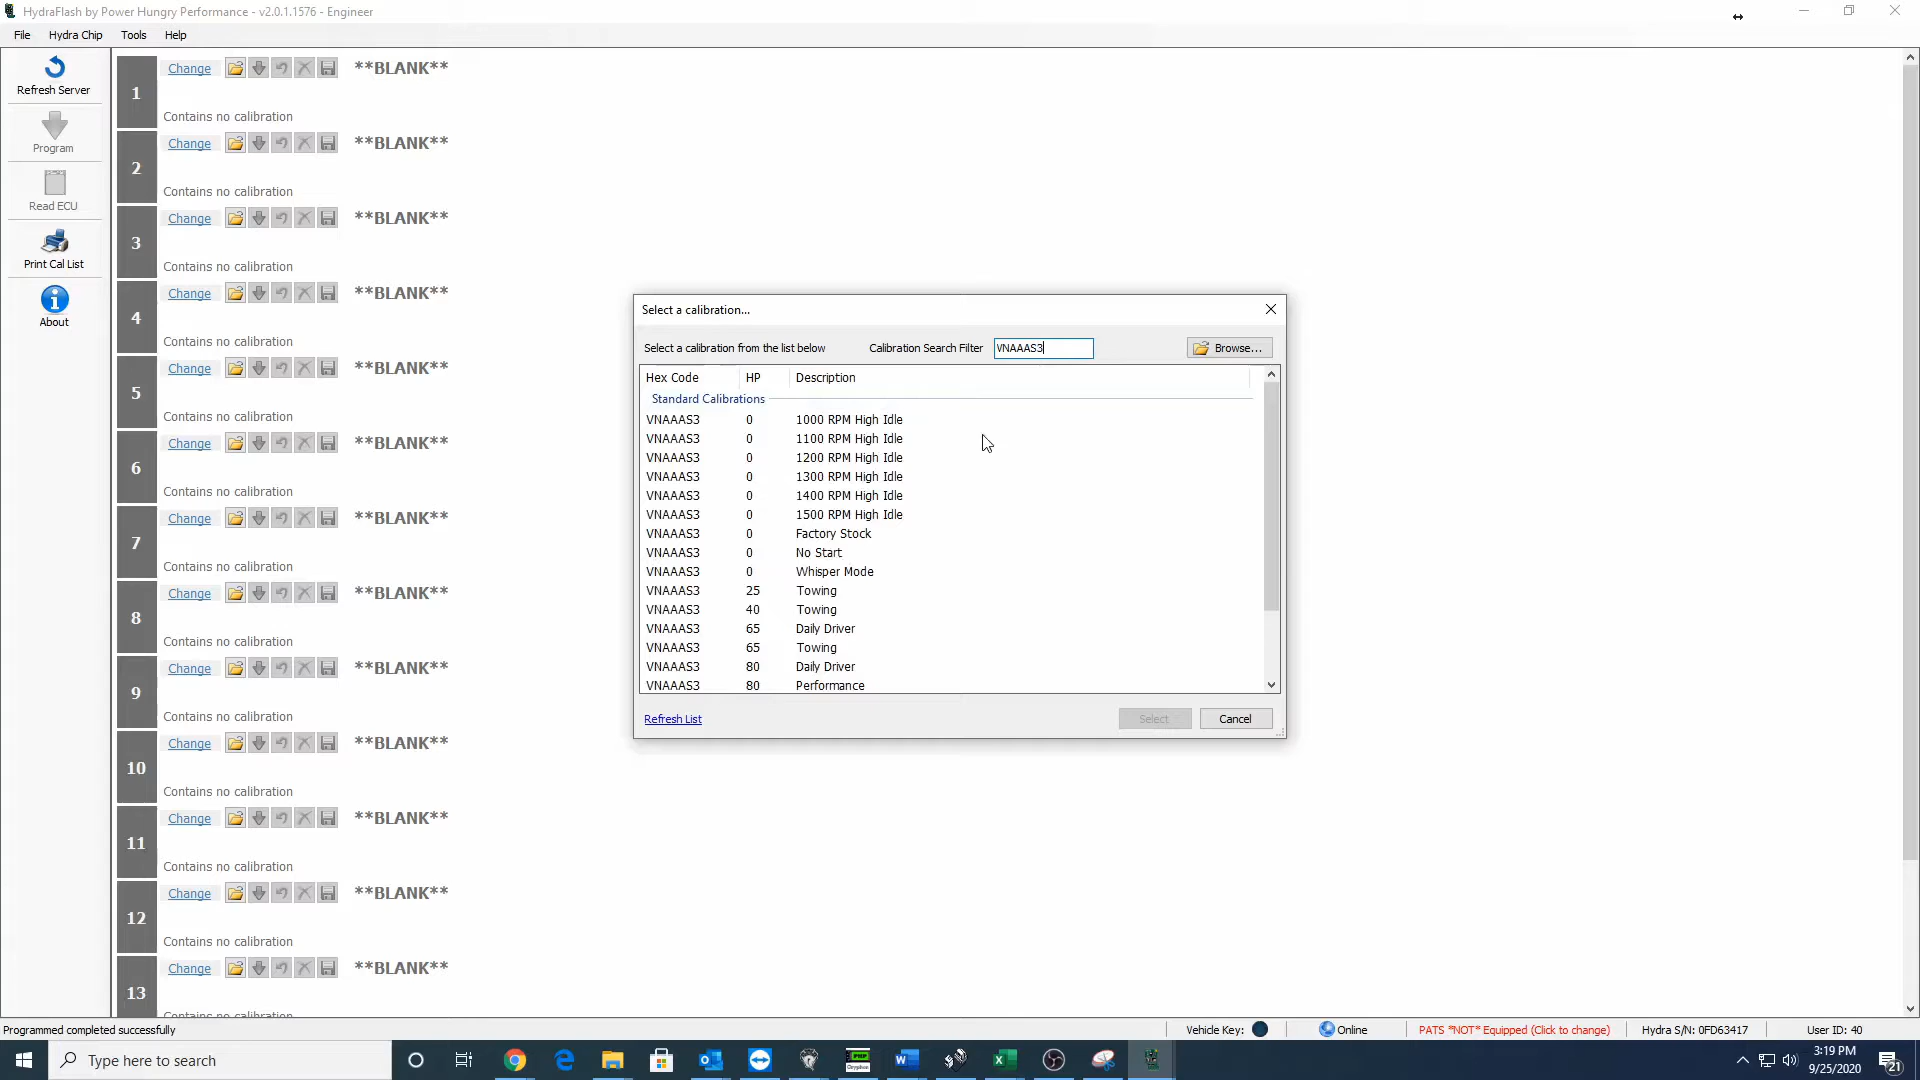 HydraFlash by Power Hungry Performance - v2.0.1.1576 - Engineer
File Hydra Chip Tools Help
Refresh Server
Program
Read ECU
Print Cal List
About
1 Change **BLANK**
Contains no calibration
2 Change **BLANK**
Contains no calibration
3 Change **BLANK**
Contains no calibration
4 Change **BLANK**
Contains no calibration
5 Change **BLANK**
Contains no calibration
6 Change **BLANK**
Contains no calibration
7 Change **BLANK**
Contains no calibration
8 Change **BLANK**
Contains no calibration
9 Change **BLANK**
Contains no calibration
10 Change **BLANK**
Contains no calibration
11 Change **BLANK**
Contains no calibration
12 Change **BLANK**
Contains no calibration
13 Change **BLANK**
Contains no calibration
Select a calibration...
Select a calibration from the list below Calibration Search Filter VNAAAS3 Browse...
Hex Code HP Description
Standard Calibrations
VNAAAS3 0 1000 RPM High Idle
VNAAAS3 0 1100 RPM High Idle
VNAAAS3 0 1200 RPM High Idle
VNAAAS3 0 1300 RPM High Idle
VNAAAS3 0 1400 RPM High Idle
VNAAAS3 0 1500 RPM High Idle
VNAAAS3 0 Factory Stock
VNAAAS3 0 No Start
VNAAAS3 0 Whisper Mode
VNAAAS3 25 Towing
VNAAAS3 40 Towing
VNAAAS3 65 Daily Driver
VNAAAS3 65 Towing
VNAAAS3 80 Daily Driver
VNAAAS3 80 Performance
Refresh List Select Cancel
Programmed completed successfully Vehicle Key: Online PATS *NOT* Equipped (Click to change) Hydra S/N: 0FD63417 User ID: 40
Type here to search
3:19 PM
9/25/2020
21